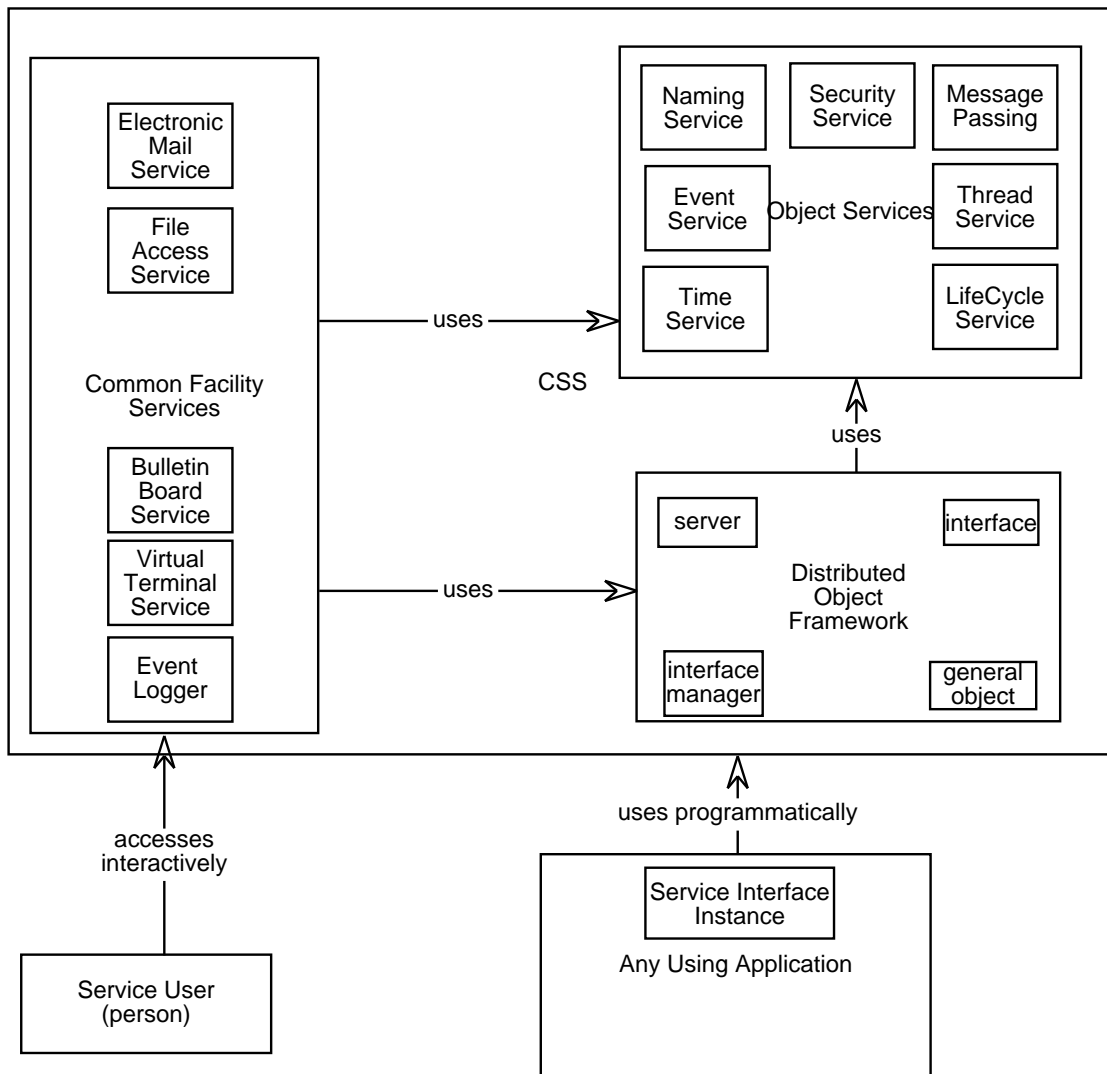 Electronic
Mail
Service
File
Access
Service
Common Facility
Services
Bulletin
Board
Service
Virtual
Terminal
Service
Event
Logger
uses
uses
CSS
Naming
Service
Security
Service
Message
Passing
Event
Service
Object Services
Thread
Service
Time
Service
LifeCycle
Service
uses
server
interface
Distributed
Object
Framework
interface
manager
general
object
accesses
interactively
uses programmatically
Service User
(person)
Service Interface
Instance
Any Using Application